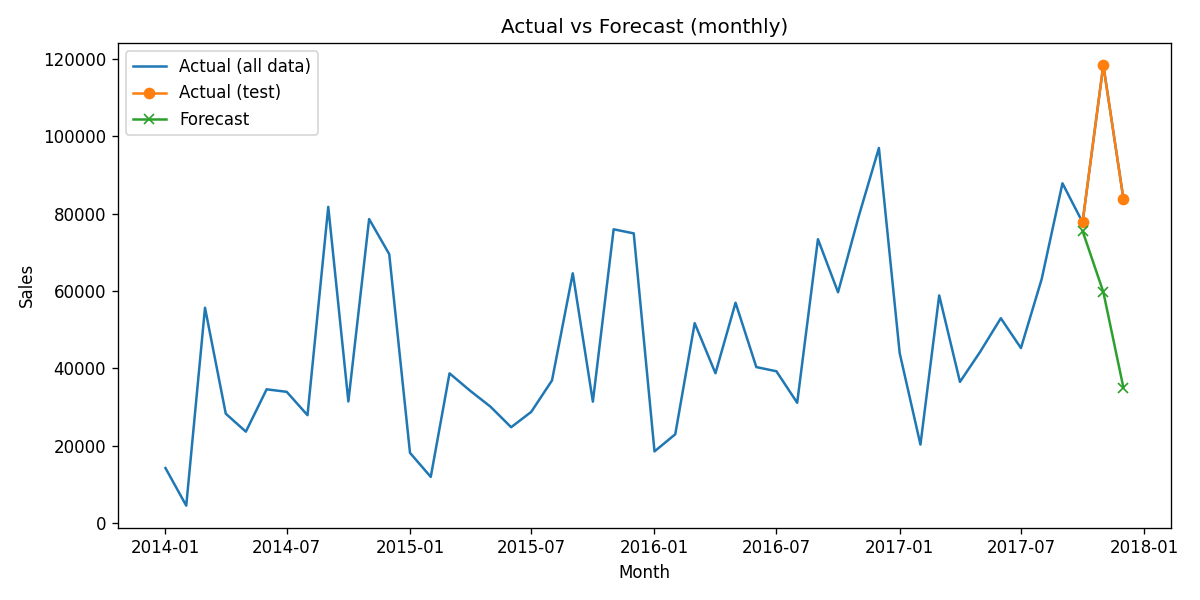 Actual vs Forecast (monthly)
Actual (all data)
Actual (test)
Forecast
120000
100000
80000
60000
40000
20000
0
Sales
2014-01 2014-07 2015-01 2015-07 2016-01 2016-07 2017-01 2017-07 2018-01
Month